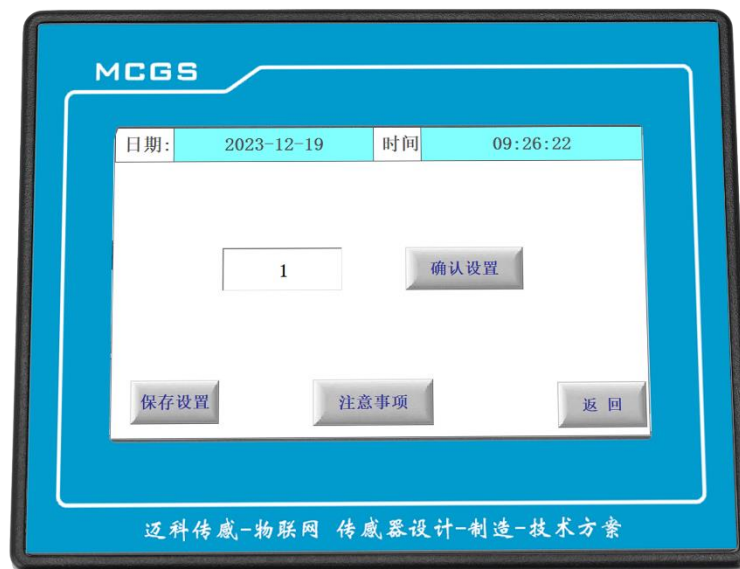 MCGS
日期: 2023-12-19 时间 09:26:22
1 确认设置
保存设置 注意事项 返 回
迈科传感-物联网 传感器设计-制造-技术方案